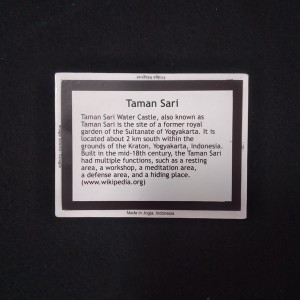 Taman Sari
Taman Sari Water Castle, also known as
Taman Sari is the site of a former royal
garden of the Sultanate of Yogyakarta. It is
located about 2 km south within the
grounds of the Kraton, Yogyakarta, Indonesia.
Built in the mid-18th century, the Taman Sari
had multiple functions, such as a resting
area, a workshop, a meditation area,
a defense area, and a hiding place.
(www.wikipedia.org)
Made in Jogja, Indonesia